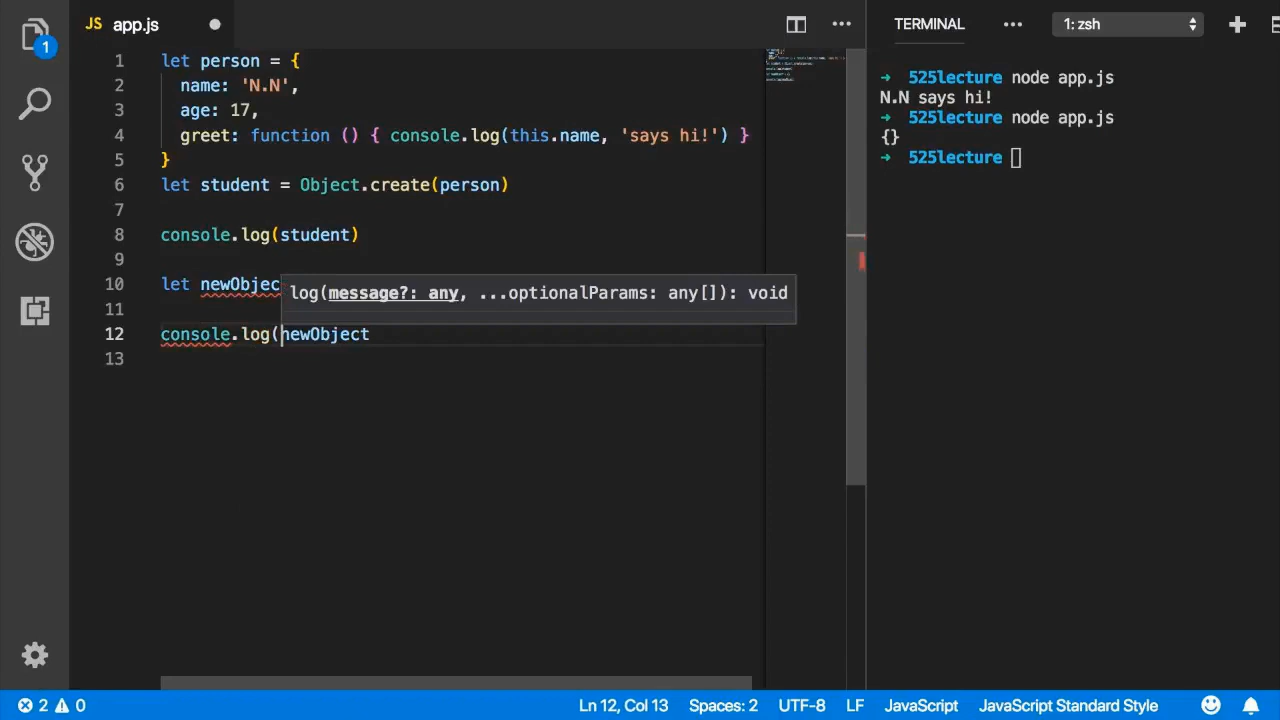 1
JS app.js
TERMINAL
1: zsh
1 let person = {
2 name: 'N.N',
3 age: 17,
4 greet: function () { console.log(this.name, 'says hi!') }
5 }
6 let student = Object.create(person)
7
8 console.log(student)
9
10 let newObjec
log(message?: any, ...optionalParams: any[]): void
11
12 console.log(newObject
13
➜ 525lecture node app.js
N.N says hi!
➜ 525lecture node app.js
{}
➜ 525lecture
2 0
Ln 12, Col 13 Spaces: 2 UTF-8 LF JavaScript JavaScript Standard Style